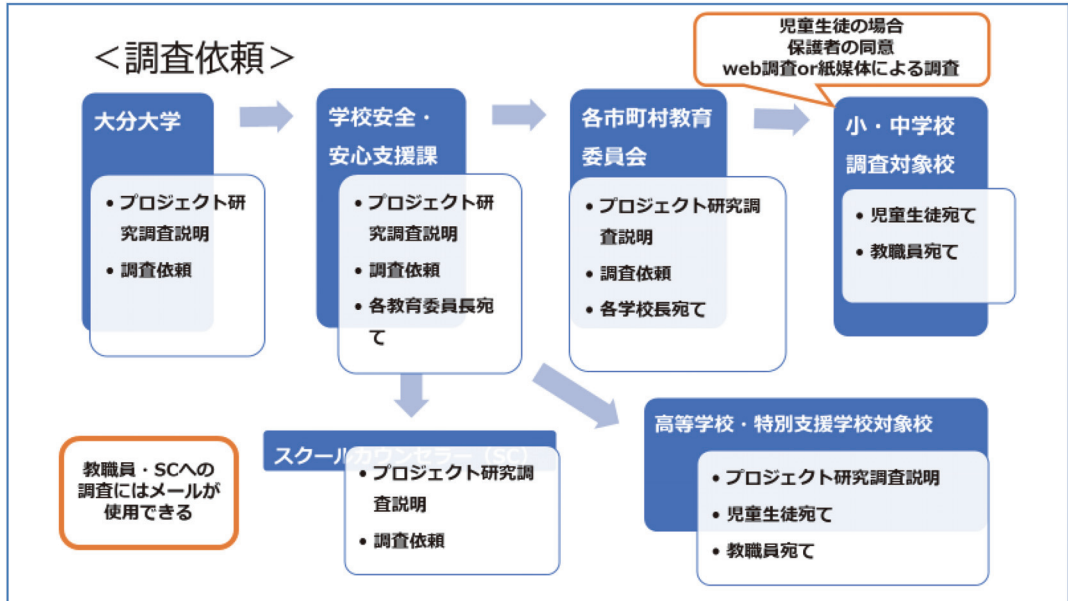 ＜調査依頼＞
児童生徒の場合
保護者の同意
web調査or紙媒体による調査
大分大学
• プロジェクト研
究調査説明
• 調査依頼
学校安全・
安心支援課
• プロジェクト研
究調査説明
• 調査依頼
• 各教育委員長宛
て
各市町村教育
委員会
• プロジェクト研究調
査説明
• 調査依頼
• 各学校長宛て
小・中学校
調査対象校
• 児童生徒宛て
• 教職員宛て
教職員・SCへの
調査にはメールが
使用できる
スクールカウンセラー（SC）
• プロジェクト研究調
査説明
• 調査依頼
高等学校・特別支援学校対象校
• プロジェクト研究調査説明
• 児童生徒宛て
• 教職員宛て